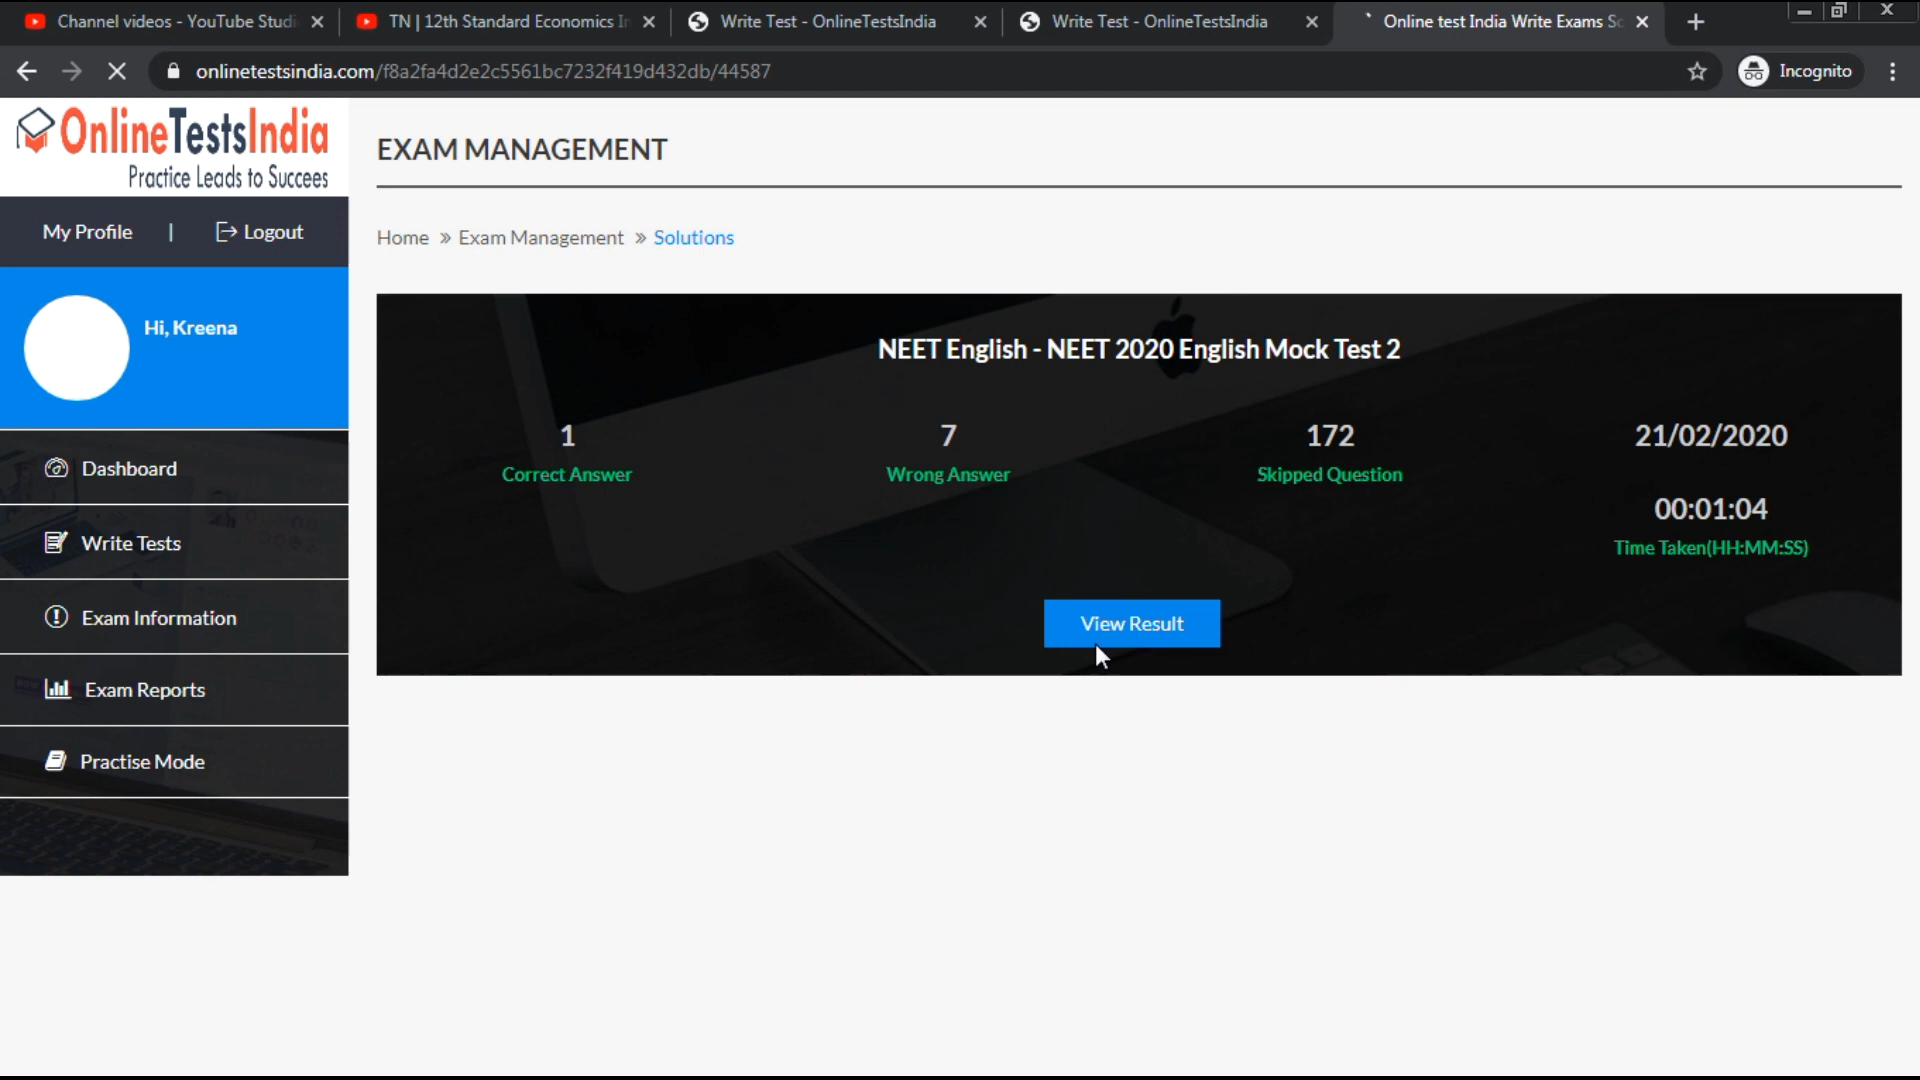 Channel videos - YouTube Studi
TN | 12th Standard Economics In
Write Test - OnlineTestsIndia
Write Test - OnlineTestsIndia
Online test India Write Exams So
onlinetestsindia.com/f8a2fa4d2e2c5561bc7232f419d432db/44587
Incognito
OnlineTestsIndia
Practice Leads to Succees
My Profile | Logout
Hi, Kreena
Dashboard
Write Tests
Exam Information
Exam Reports
Practise Mode
EXAM MANAGEMENT
Home » Exam Management » Solutions
NEET English - NEET 2020 English Mock Test 2
1
Correct Answer
7
Wrong Answer
172
Skipped Question
21/02/2020
00:01:04
Time Taken(HH:MM:SS)
View Result